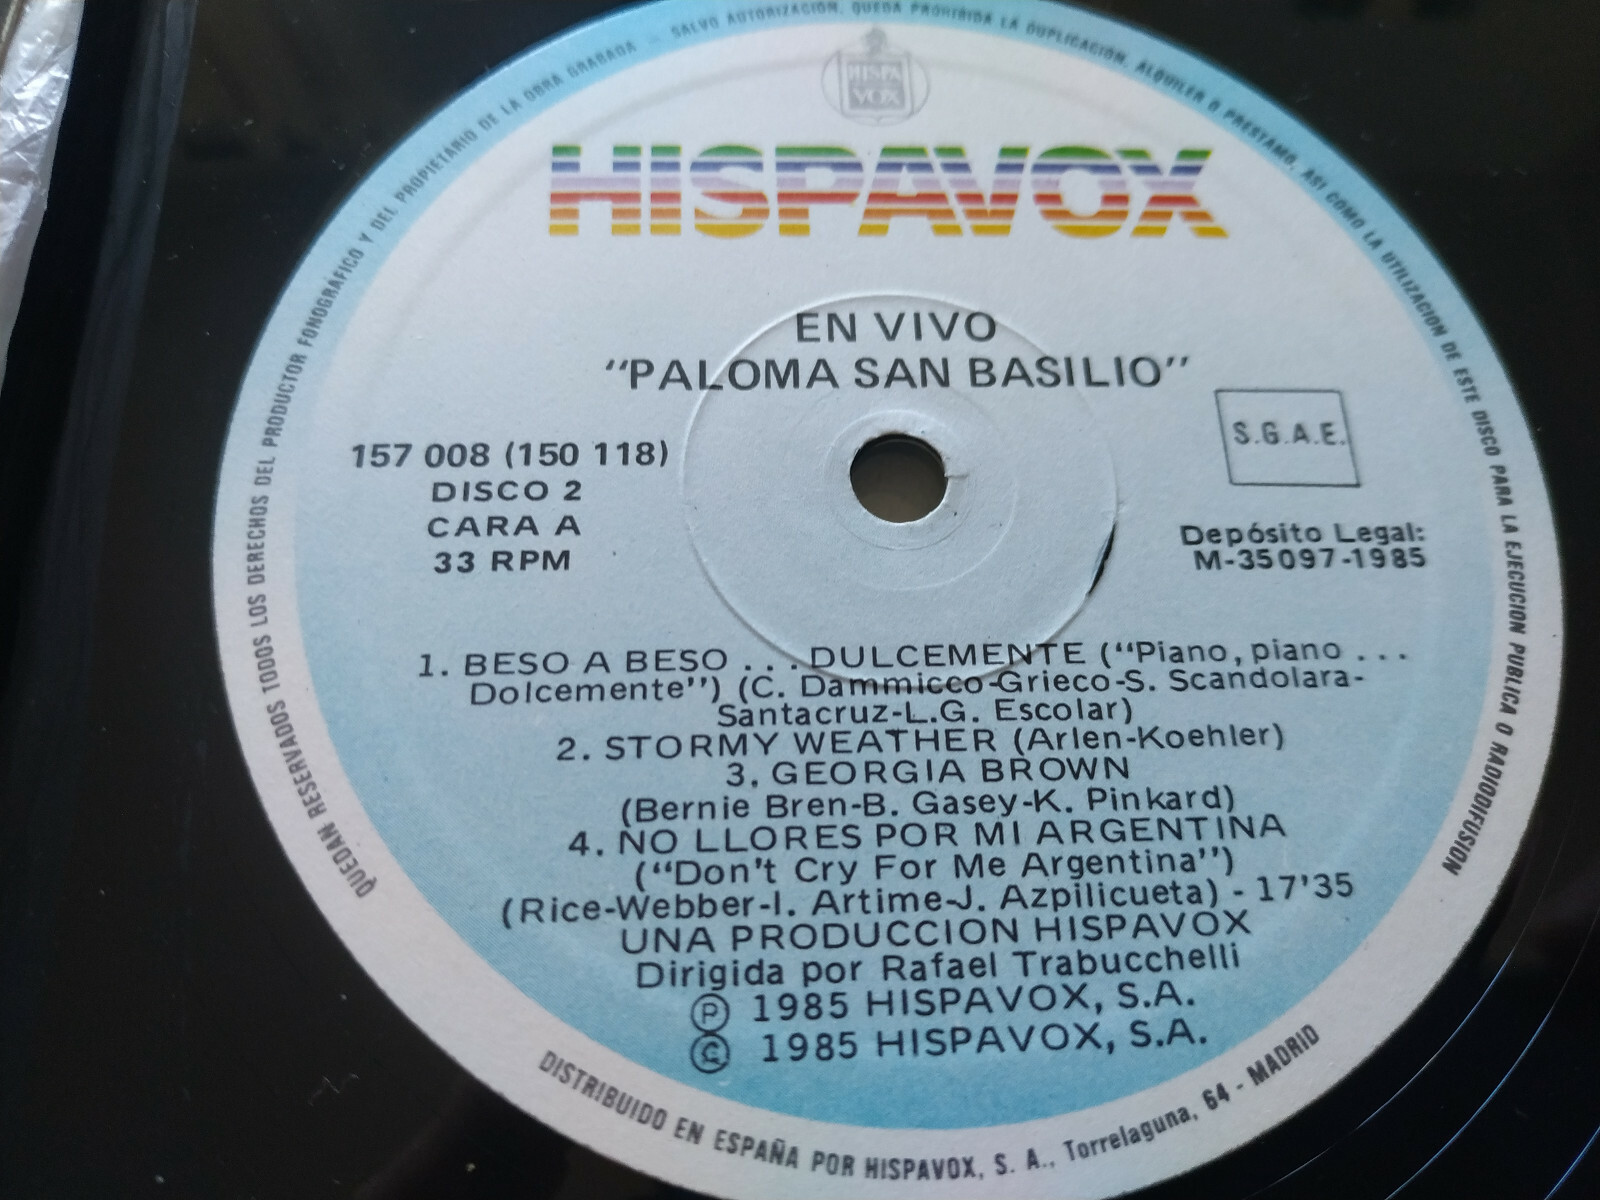 QUEDAN RESERVADOS TODOS LOS DERECHOS DEL PRODUCTOR FONOGRÁFICO Y DEL PROPIETARIO DE LA OBRA GRABADA - SALVO AUTORIZACIÓN, QUEDA PROHIBIDA LA DUPLICACIÓN, ALQUILER O PRESTAMO, ASI COMO LA UTILIZACION DE ESTE DISCO PARA LA EJECUCION PUBLICA O RADIODIFUSION
HISPA
VOX
HISPAVOX
EN VIVO
"PALOMA SAN BASILIO"
157 008 (150 118)
DISCO 2
CARA A
33 RPM
S.G.A.E.
Depósito Legal:
M-35097-1985
1. BESO A BESO . . . DULCEMENTE ("Piano, piano . . .
Dolcemente") (C. Dammicco-Grieco-S. Scandolara-
Santacruz-L.G. Escolar)
2. STORMY WEATHER (Arlen-Koehler)
3. GEORGIA BROWN
(Bernie Bren-B. Gasey-K. Pinkard)
4. NO LLORES POR MI ARGENTINA
("Don't Cry For Me Argentina")
(Rice-Webber-I. Artime-J. Azpilicueta) - 17'35
UNA PRODUCCION HISPAVOX
Dirigida por Rafael Trabucchelli
Ⓟ 1985 HISPAVOX, S.A.
© 1985 HISPAVOX, S.A.
DISTRIBUIDO EN ESPAÑA POR HISPAVOX, S. A., Torrelaguna, 64 - MADRID